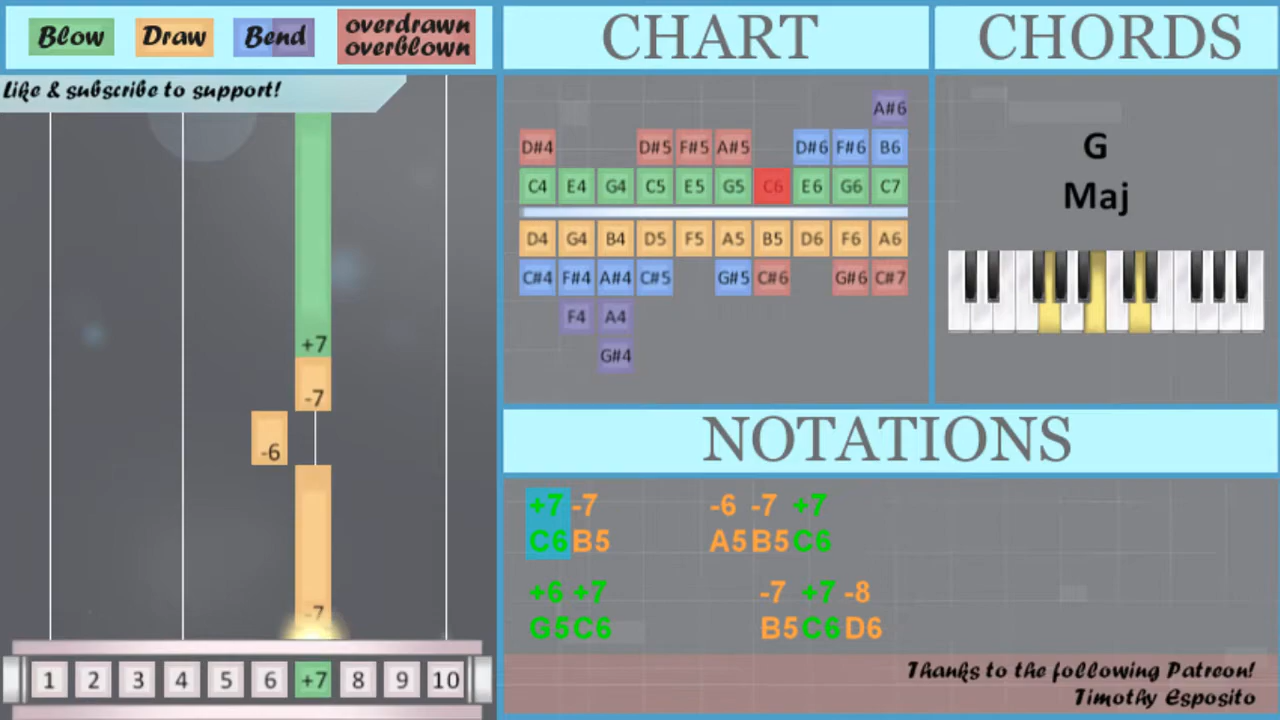 Blow Draw Bend overdrawn
overblown
CHART
CHORDS
Like & subscribe to support!
+7
-7
-6
-7
1 2 3 4 5 6 +7 8 9 10
A#6
D#4 D#5 F#5 A#5 D#6 F#6 B6
C4 E4 G4 C5 E5 G5 C6 E6 G6 C7
D4 G4 B4 D5 F5 A5 B5 D6 F6 A6
C#4 F#4 A#4 C#5 G#5 C#6 G#6 C#7
F4 A4
G#4
G
Maj
NOTATIONS
+7 -7 -6 -7 +7
C6 B5 A5 B5 C6
+6 +7 -7 +7 -8
G5 C6 B5 C6 D6
Thanks to the following Patreon!
Timothy Esposito